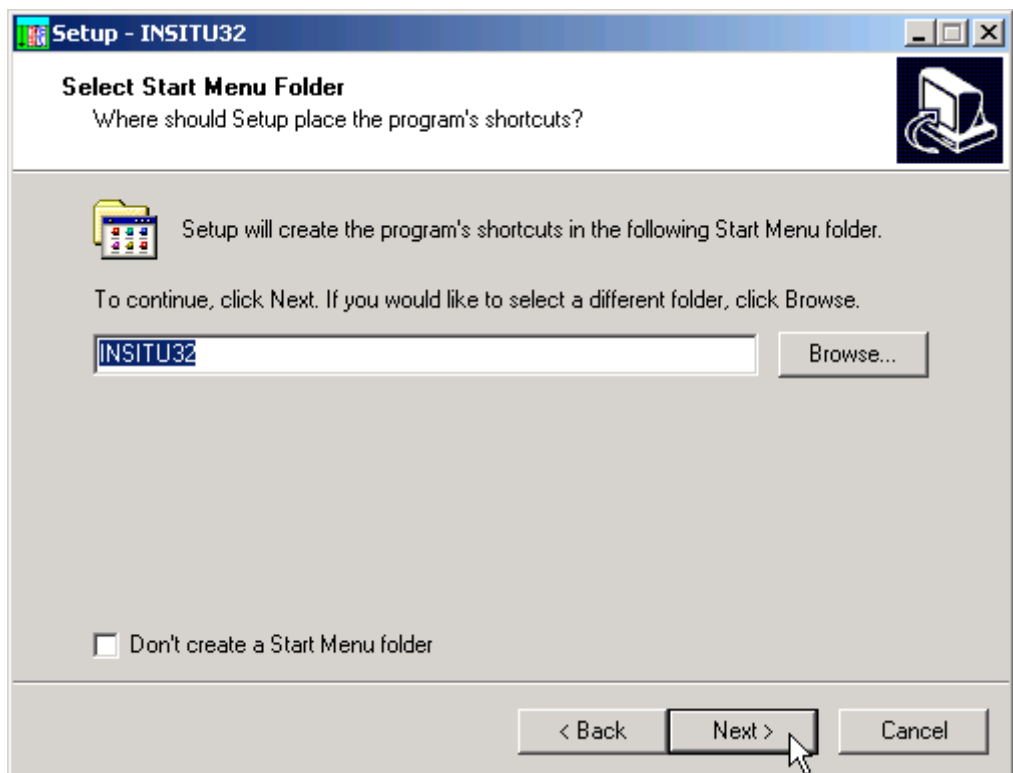 Setup - INSITU32
Select Start Menu Folder
Where should Setup place the program's shortcuts?
Setup will create the program's shortcuts in the following Start Menu folder.
To continue, click Next. If you would like to select a different folder, click Browse.
INSITU32
Browse...
Don't create a Start Menu folder
< Back
Next >
Cancel